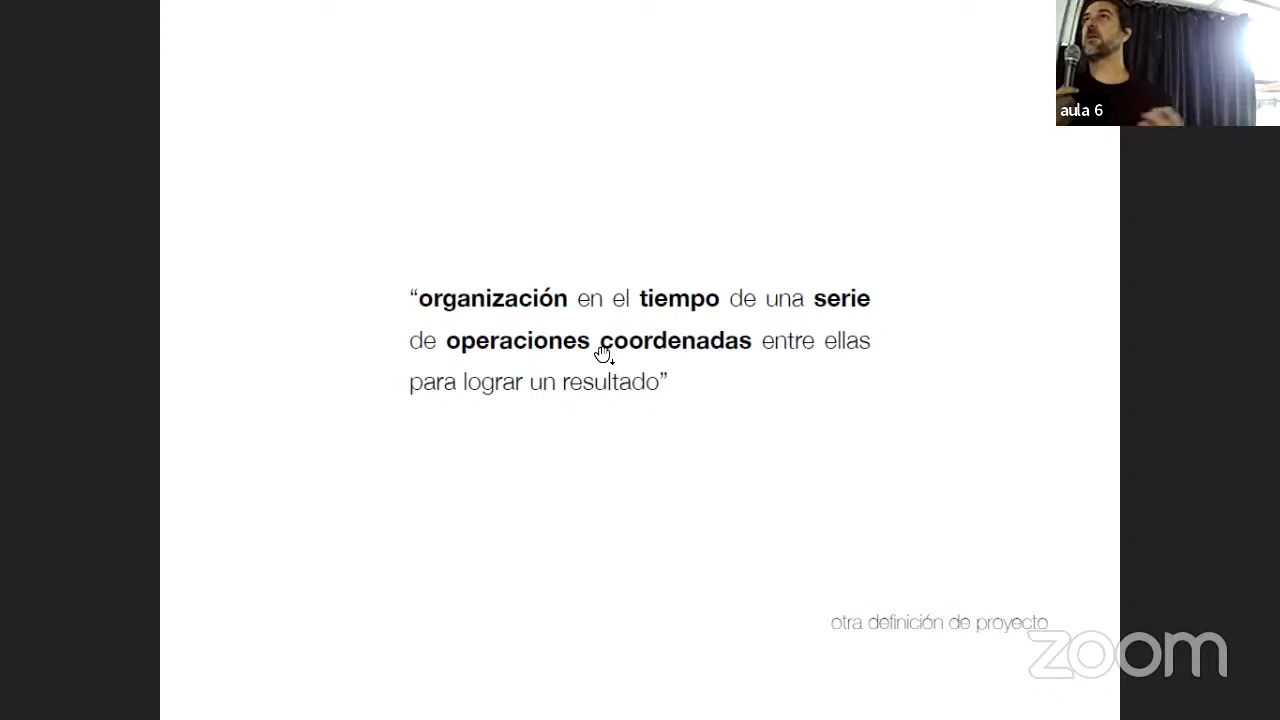 aula 6
“organización en el tiempo de una serie
de operaciones coordenadas entre ellas
para lograr un resultado”
otra definición de proyecto
zoom